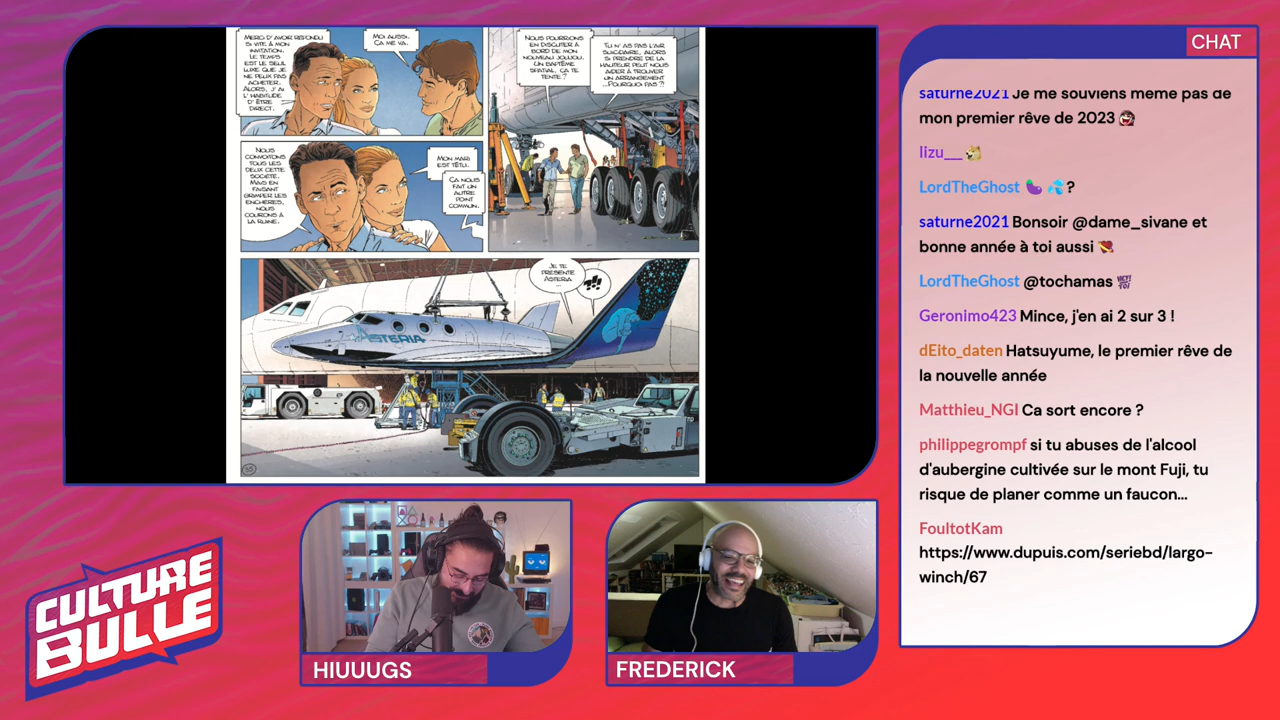 MERCI D'AVOIR RÉPONDU
SI VITE À MON
INVITATION.
LE TEMPS
EST LE SEUL
LUXE QUE JE
NE PEUX PAS
ACHETER.
ALORS, J'AI
L'HABITUDE
D'ÊTRE
DIRECT.
MOI AUSSI.
ÇA ME VA.
NOUS POURRIONS
EN DISCUTER À
BORD DE MON
NOUVEAU JOUJOU.
UN BAPTÊME
SPATIAL, ÇA TE
TENTE ?
TU N'AS PAS L'AIR
SUICIDAIRE, ALORS
SI PRENDRE DE LA
HAUTEUR PEUT NOUS
AIDER À TROUVER
UN ARRANGEMENT
...POURQUOI PAS ?!
NOUS
CONVOITONS
TOUS LES
DEUX CETTE
SOCIÉTÉ.
MAIS EN
FAISANT
GRIMPER LES
ENCHÈRES,
NOUS
COURONS À
LA RUINE.
MON MARI
EST TÊTU.
ÇA NOUS
FAIT UN
AUTRE
POINT
COMMUN.
JE TE
PRÉSENTE
ASTERIA
...
!!!
ASTERIA
CHAT
saturne2021 Je me souviens meme pas de
mon premier rêve de 2023
lizu__
LordTheGhost 🍆 💦 ?
saturne2021 Bonsoir @dame_sivane et
bonne année à toi aussi
LordTheGhost @tochamas
Geronimo423 Mince, j'en ai 2 sur 3 !
dEito_daten Hatsuyume, le premier rêve de
la nouvelle année
Matthieu_NGI Ca sort encore ?
philippegrompf si tu abuses de l'alcool
d'aubergine cultivée sur le mont Fuji, tu
risque de planer comme un faucon...
FoultotKam
https://www.dupuis.com/seriebd/largo-
winch/67
CULTURE
BULLE
HIUUUGS
FREDERICK